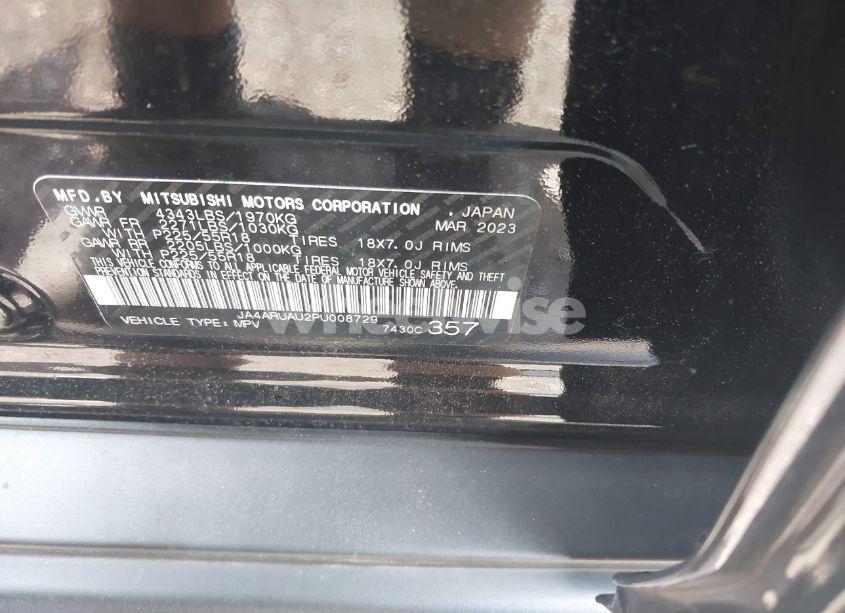 MFD.BY MITSUBISHI MOTORS CORPORATION . JAPAN
GVWR 4343LBS/1970KG MAR 2023
GAWR FR 2271LBS/1030KG
WITH P225/55R18 TIRES 18X7.0J RIMS
GAWR RR 2205LBS/1000KG
WITH P225/55R18 TIRES 18X7.0J RIMS
THIS VEHICLE CONFORMS TO ALL APPLICABLE FEDERAL MOTOR VEHICLE SAFETY AND THEFT
PREVENTION STANDARDS IN EFFECT ON THE DATE OF MANUFACTURE SHOWN ABOVE.
JA4ARUAU2PU008729
VEHICLE TYPE: MPV 7430C 357